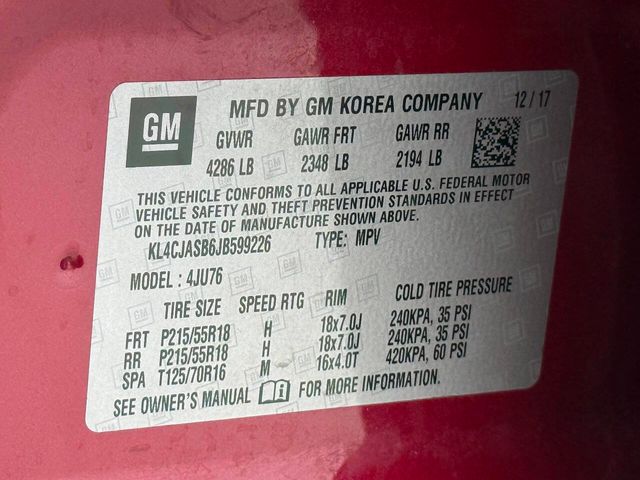 GM
MFD BY GM KOREA COMPANY 12/17
GVWR GAWR FRT GAWR RR
4286 LB 2348 LB 2194 LB
THIS VEHICLE CONFORMS TO ALL APPLICABLE U.S. FEDERAL MOTOR
VEHICLE SAFETY AND THEFT PREVENTION STANDARDS IN EFFECT
ON THE DATE OF MANUFACTURE SHOWN ABOVE.
KL4CJASB6JB599226 TYPE: MPV
MODEL: 4JU76
TIRE SIZE SPEED RTG RIM COLD TIRE PRESSURE
FRT P215/55R18 H 18x7.0J 240KPA, 35 PSI
RR P215/55R18 H 18x7.0J 240KPA, 35 PSI
SPA T125/70R16 M 16x4.0T 420KPA, 60 PSI
SEE OWNER'S MANUAL FOR MORE INFORMATION.